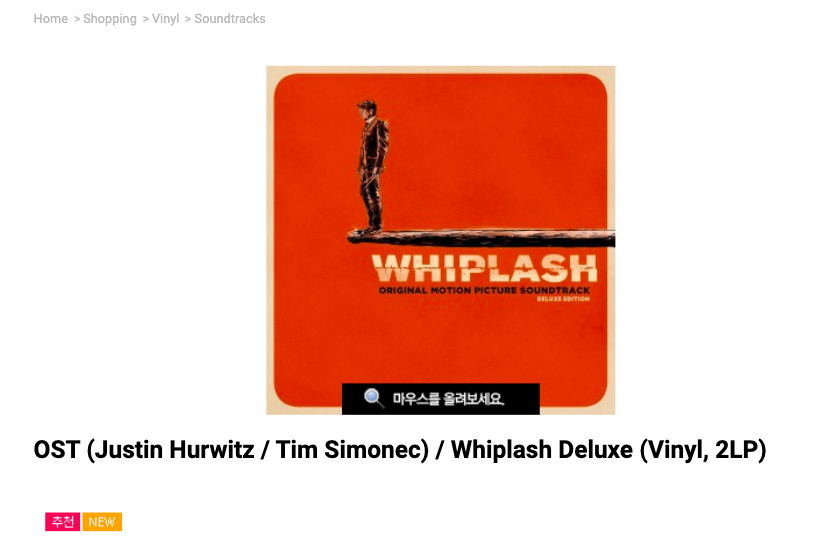 Home > Shopping > Vinyl > Soundtracks
WHIPLASH
ORIGINAL MOTION PICTURE SOUNDTRACK
DELUXE EDITION
마우스를 올려보세요.
OST (Justin Hurwitz / Tim Simonec) / Whiplash Deluxe (Vinyl, 2LP)
추천 NEW